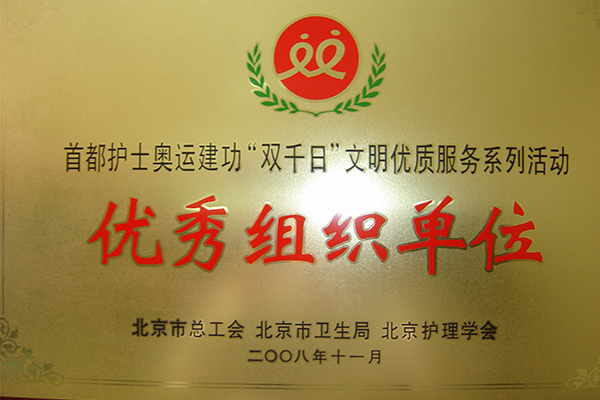 首都护士奥运建功“双千日”文明优质服务系列活动
优秀组织单位
北京市总工会 北京市卫生局 北京护理学会
二〇〇八年十一月